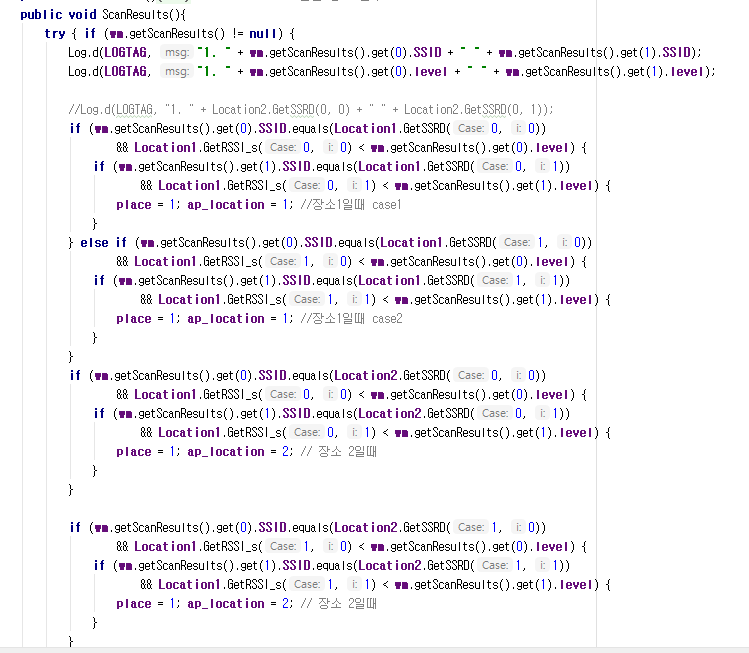 public void ScanResults(){
try { if (wm.getScanResults() != null) {
Log.d(LOGTAG, msg: "1. " + wm.getScanResults().get(0).SSID + " " + wm.getScanResults().get(1).SSID);
Log.d(LOGTAG, msg: "1. " + wm.getScanResults().get(0).level + " " + wm.getScanResults().get(1).level);
//Log.d(LOGTAG, "1. " + Location2.GetSSRD(0, 0) + " " + Location2.GetSSRD(0, 1));
if (wm.getScanResults().get(0).SSID.equals(Location1.GetSSRD( Case: 0, i: 0))
&& Location1.GetRSSI_s( Case: 0, i: 0) < wm.getScanResults().get(0).level) {
if (wm.getScanResults().get(1).SSID.equals(Location1.GetSSRD( Case: 0, i: 1))
&& Location1.GetRSSI_s( Case: 0, i: 1) < wm.getScanResults().get(1).level) {
place = 1; ap_location = 1; //장소1일때 case1
}
} else if (wm.getScanResults().get(0).SSID.equals(Location1.GetSSRD( Case: 1, i: 0))
&& Location1.GetRSSI_s( Case: 1, i: 0) < wm.getScanResults().get(0).level) {
if (wm.getScanResults().get(1).SSID.equals(Location1.GetSSRD( Case: 1, i: 1))
&& Location1.GetRSSI_s( Case: 1, i: 1) < wm.getScanResults().get(1).level) {
place = 1; ap_location = 1; //장소1일때 case2
}
}
if (wm.getScanResults().get(0).SSID.equals(Location2.GetSSRD( Case: 0, i: 0))
&& Location1.GetRSSI_s( Case: 0, i: 0) < wm.getScanResults().get(0).level) {
if (wm.getScanResults().get(1).SSID.equals(Location2.GetSSRD( Case: 0, i: 1))
&& Location1.GetRSSI_s( Case: 0, i: 1) < wm.getScanResults().get(1).level) {
place = 1; ap_location = 2; // 장소 2일때
}
}
if (wm.getScanResults().get(0).SSID.equals(Location2.GetSSRD( Case: 1, i: 0))
&& Location1.GetRSSI_s( Case: 1, i: 0) < wm.getScanResults().get(0).level) {
if (wm.getScanResults().get(1).SSID.equals(Location2.GetSSRD( Case: 1, i: 1))
&& Location1.GetRSSI_s( Case: 1, i: 1) < wm.getScanResults().get(1).level) {
place = 1; ap_location = 2; // 장소 2일때
}
}